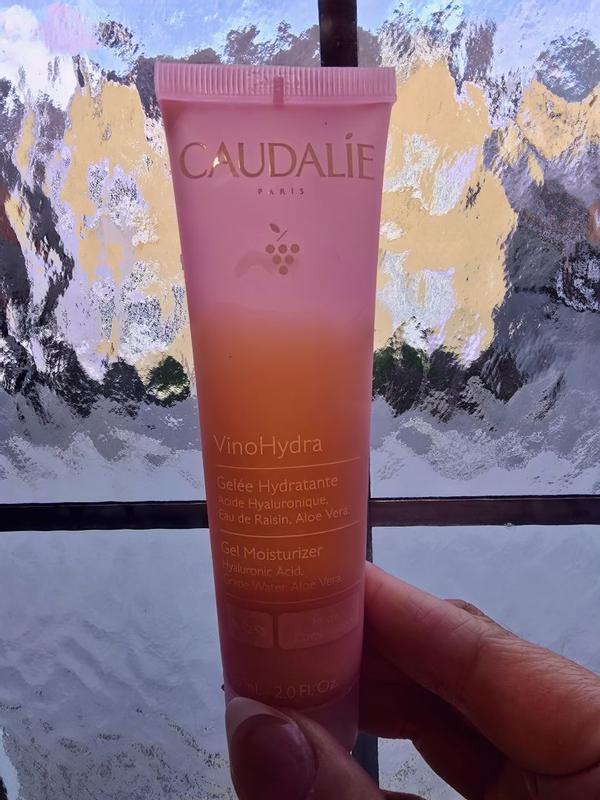 CAUDALÍE
PARIS
VinoHydra
Gelée Hydratante
Acide Hyaluronique,
Eau de Raisin, Aloe Vera.
Gel Moisturizer
Hyaluronic Acid,
Grape Water, Aloe Vera.
2.0 Fl. Oz